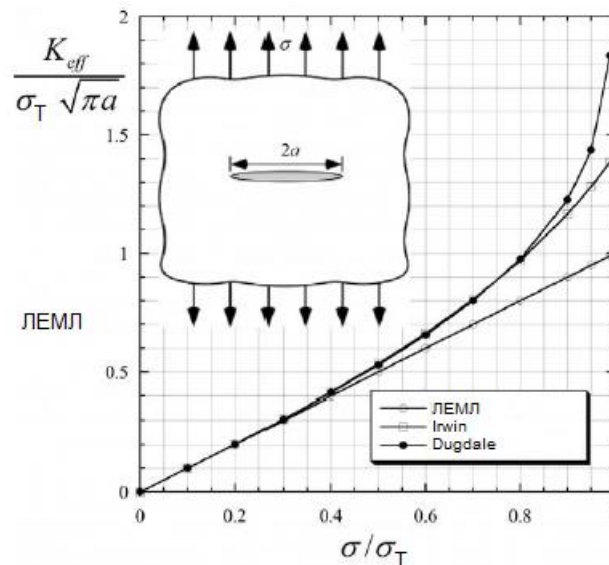 2
K_eff
σ_T √πa
1.5
1
ЛЕМЛ
0.5
0
σ
2a
ЛЕМЛ
Irwin
Dugdale
0 0.2 0.4 0.6 0.8
σ/σ_T